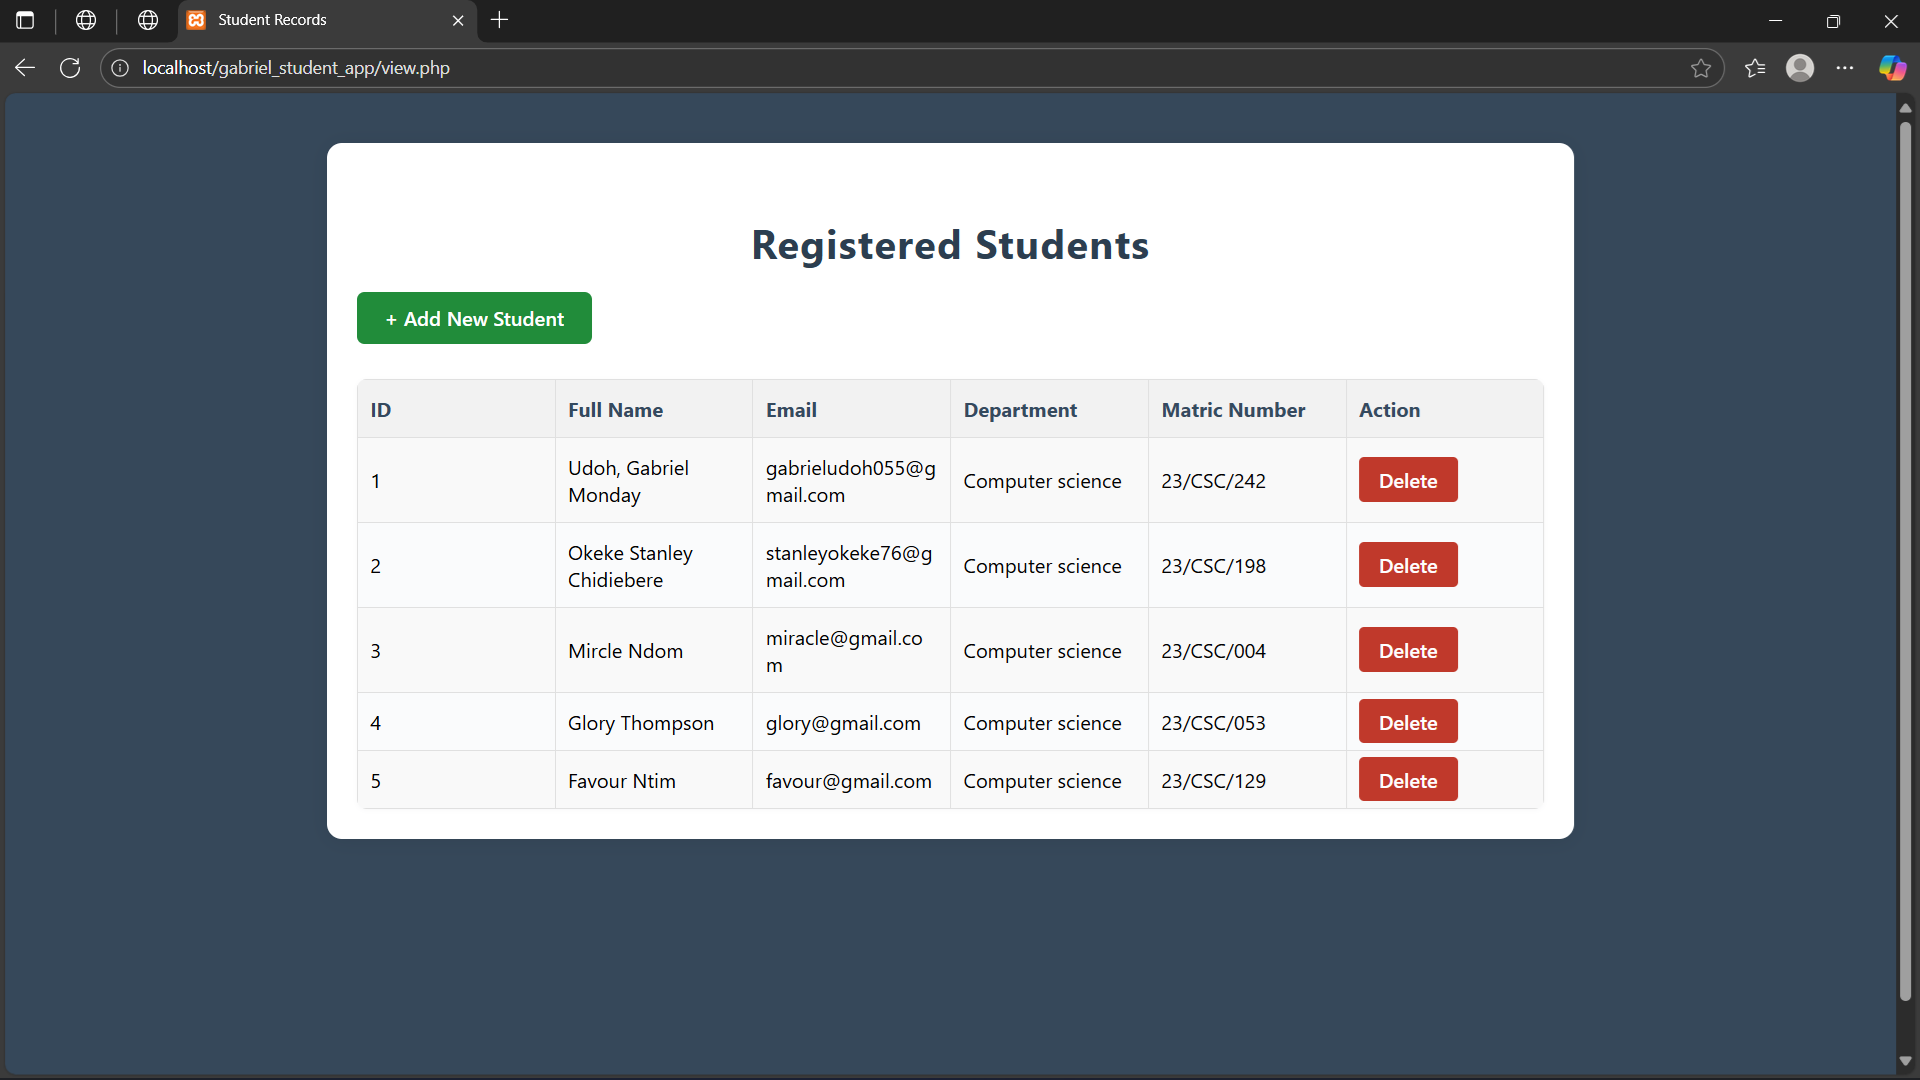 Student Records
localhost/gabriel_student_app/view.php
Registered Students
+ Add New Student
ID Full Name Email Department Matric Number Action
1 Udoh, Gabriel Monday gabrieludoh055@gmail.com Computer science 23/CSC/242 Delete
2 Okeke Stanley Chidiebere stanleyokeke76@gmail.com Computer science 23/CSC/198 Delete
3 Mircle Ndom miracle@gmail.com Computer science 23/CSC/004 Delete
4 Glory Thompson glory@gmail.com Computer science 23/CSC/053 Delete
5 Favour Ntim favour@gmail.com Computer science 23/CSC/129 Delete